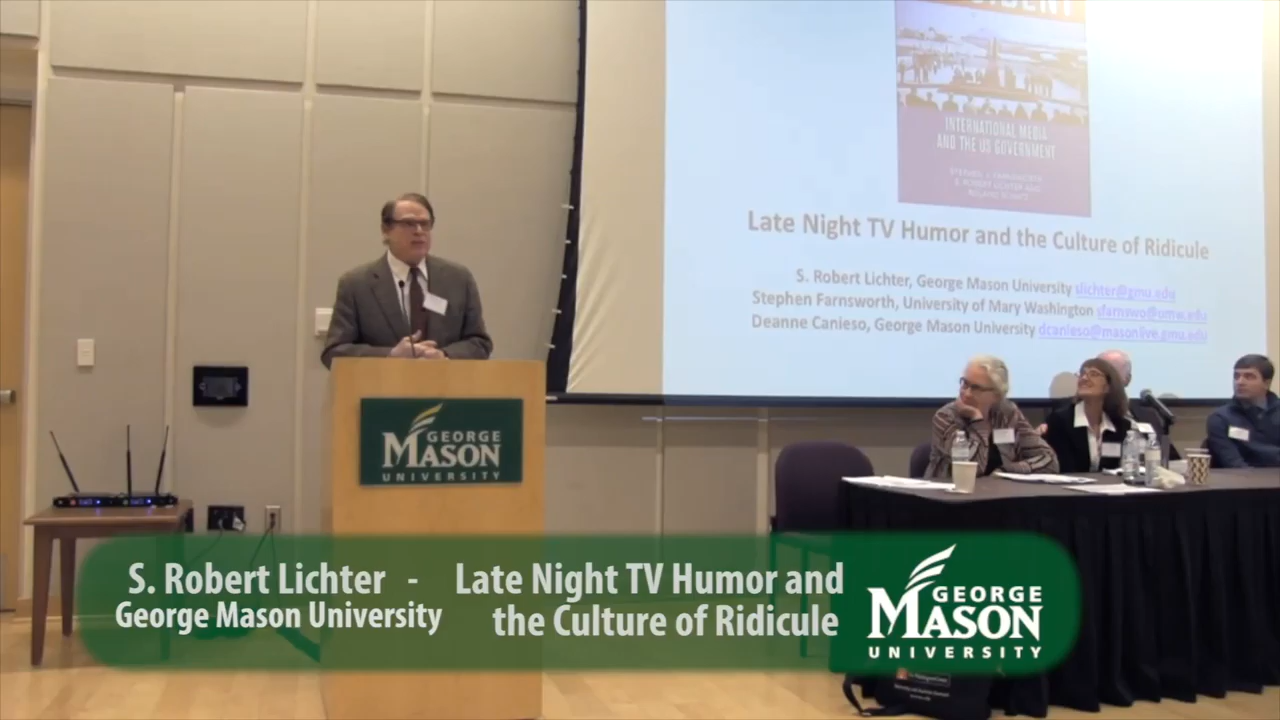 INTERNATIONAL MEDIA
AND THE US GOVERNMENT
Late Night TV Humor and the Culture of Ridicule
S. Robert Lichter, George Mason University slichter@gmu.edu
Stephen Farnsworth, University of Mary Washington sfarnswo@umw.edu
Deanne Canieso, George Mason University dcanieso@masonlive.gmu.edu
GEORGE
MASON
UNIVERSITY
S. Robert Lichter - Late Night TV Humor and
George Mason University the Culture of Ridicule
GEORGE
MASON
UNIVERSITY